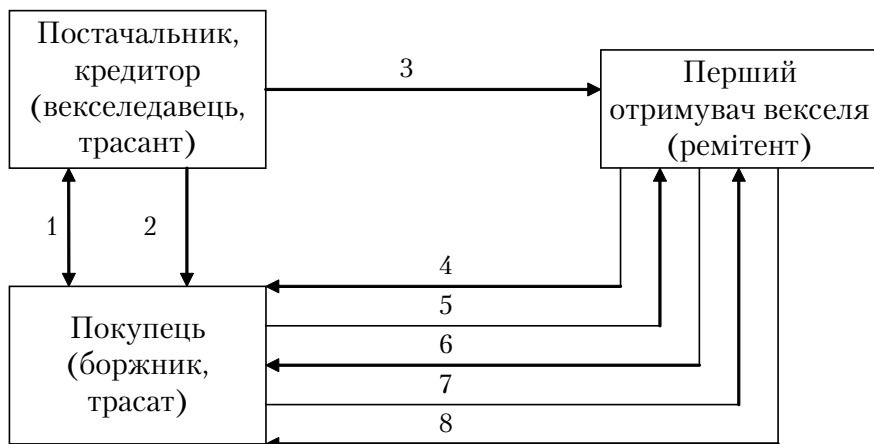 Постачальник,
кредитор
(векселедавець,
трасант)
3
Перший
отримувач векселя
(ремітент)
1
2
4
5
6
7
8
Покупець
(боржник,
трасат)